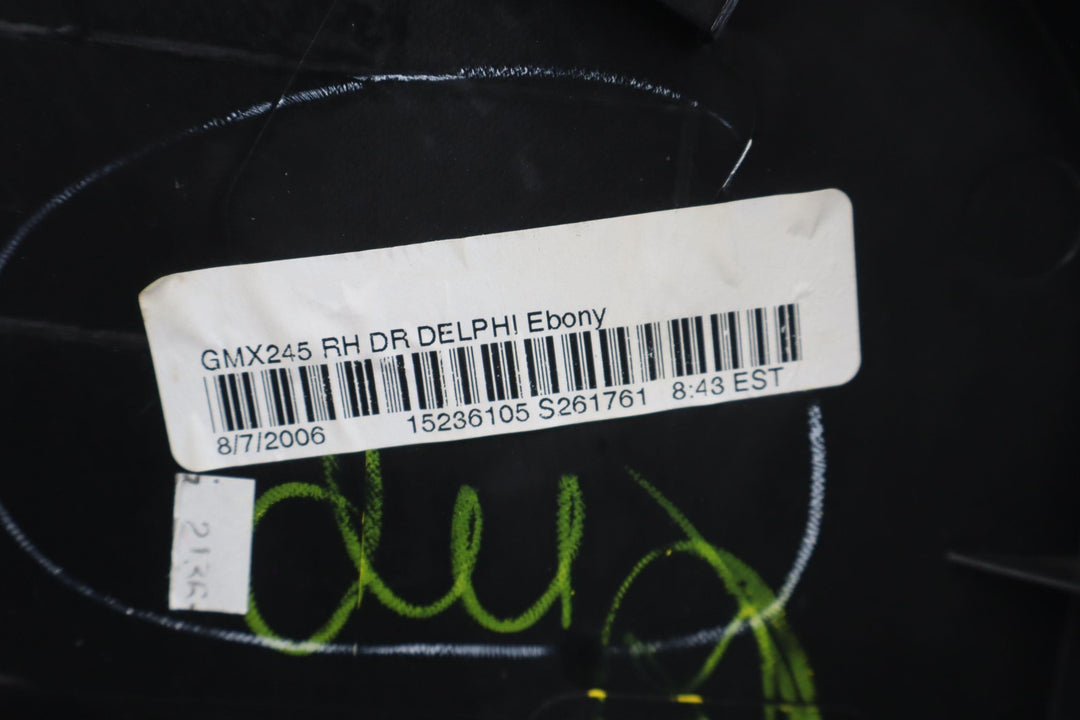 GMX245 RH DR DELPHI Ebony
8/7/2006 15236105 S261761 8:43 EST